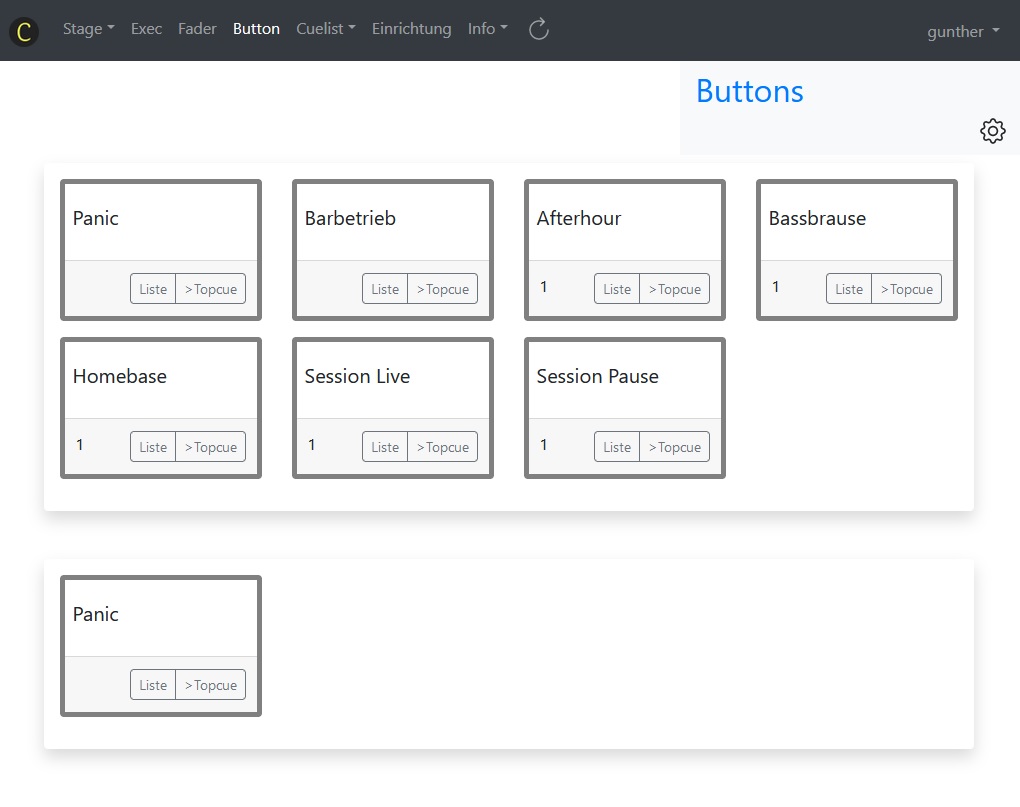 C Stage Exec Fader Button Cuelist Einrichtung Info gunther
Buttons
Panic Barbetrieb Afterhour Bassbrause
Liste >Topcue Liste >Topcue 1 Liste >Topcue 1 Liste >Topcue
Homebase Session Live Session Pause
1 Liste >Topcue 1 Liste >Topcue 1 Liste >Topcue
Panic
Liste >Topcue